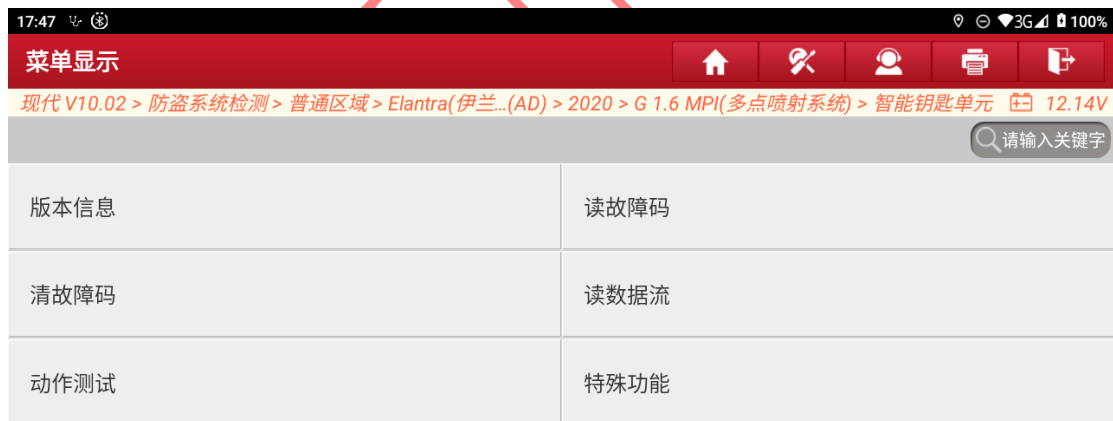 17:47 3G 100%
菜单显示
现代 V10.02 > 防盗系统检测 > 普通区域 > Elantra(伊兰...(AD) > 2020 > G 1.6 MPI(多点喷射系统) > 智能钥匙单元 12.14V
请输入关键字
版本信息 读故障码
清故障码 读数据流
动作测试 特殊功能